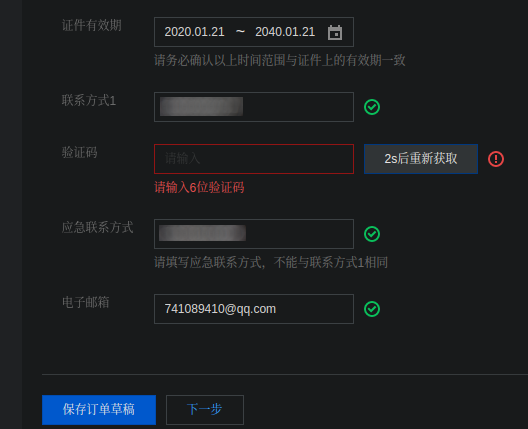 证件有效期
2020.01.21 ~ 2040.01.21
请务必确认以上时间范围与证件上的有效期一致
联系方式1
验证码
请输入
2s后重新获取
请输入6位验证码
应急联系方式
请填写应急联系方式，不能与联系方式1相同
电子邮箱
741089410@qq.com
保存订单草稿
下一步